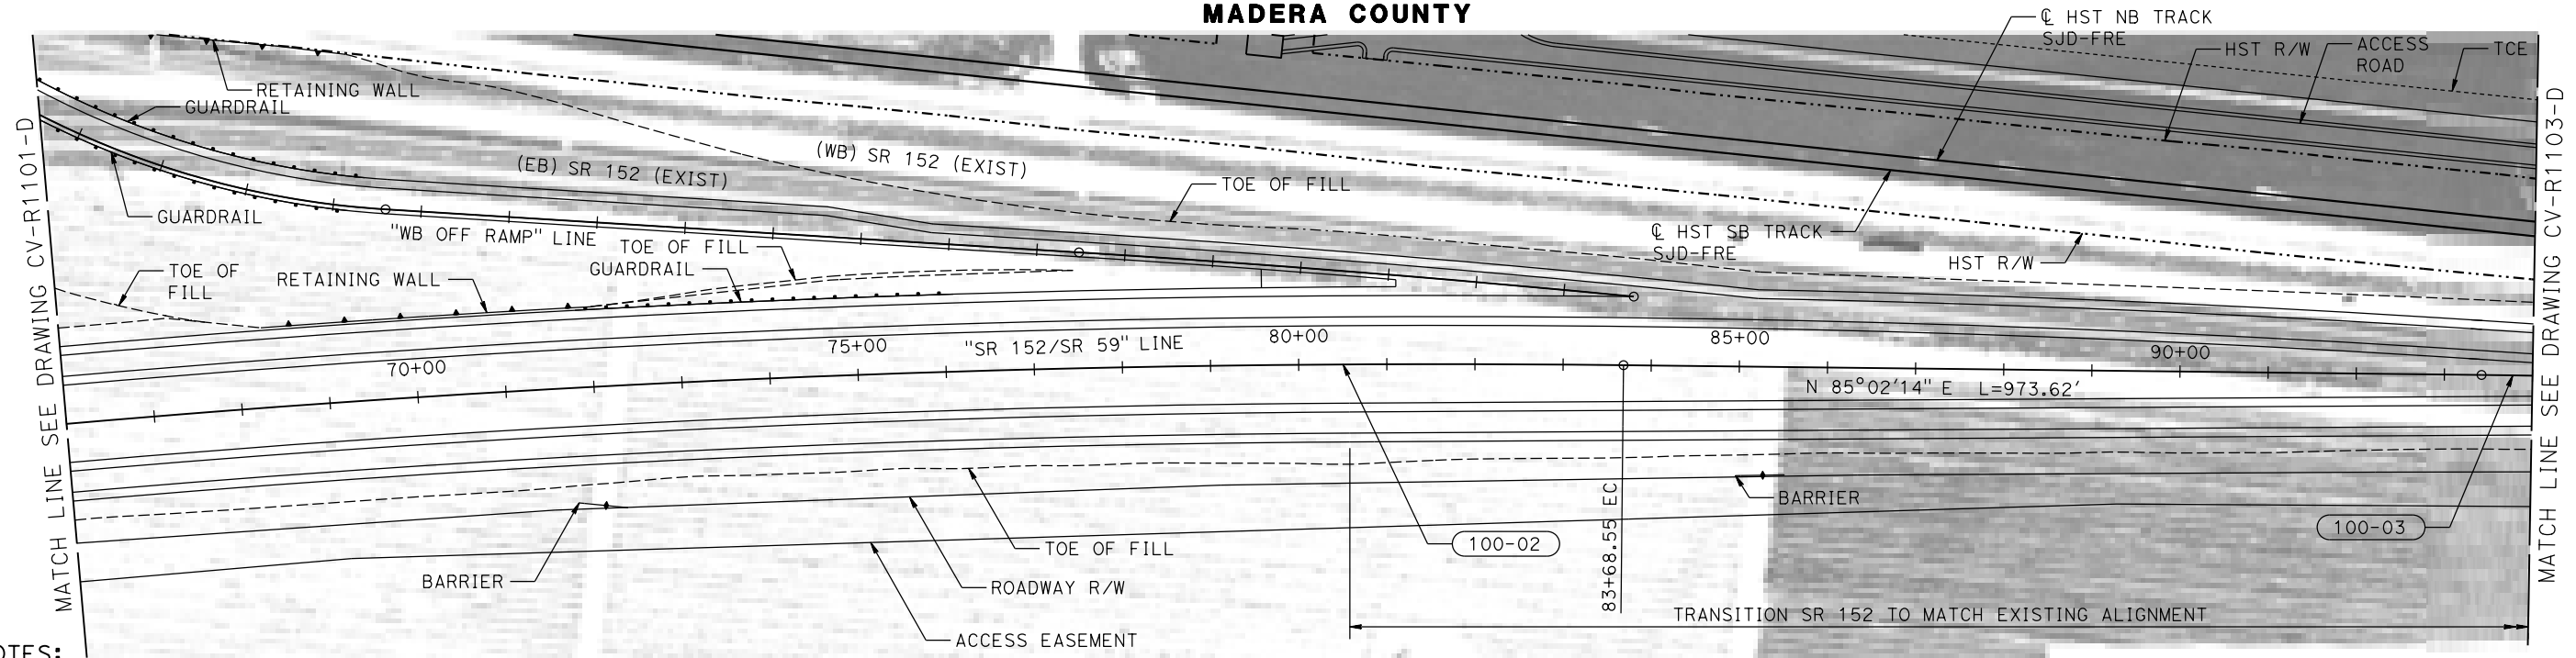 MADERA COUNTY
℄ HST NB TRACK
SJD-FRE
HST R/W
ACCESS
ROAD
TCE
RETAINING WALL
GUARDRAIL
(EB) SR 152 (EXIST)
(WB) SR 152 (EXIST)
TOE OF FILL
GUARDRAIL
"WB OFF RAMP" LINE
TOE OF FILL
GUARDRAIL
℄ HST SB TRACK
SJD-FRE
HST R/W
TOE OF
FILL
RETAINING WALL
70+00
75+00
"SR 152/SR 59" LINE
80+00
85+00
90+00
N 85°02'14" E L=973.62'
BARRIER
TOE OF FILL
ROADWAY R/W
ACCESS EASEMENT
100-02
83+68.55 EC
BARRIER
100-03
TRANSITION SR 152 TO MATCH EXISTING ALIGNMENT
MATCH LINE SEE DRAWING CV-R1101-D
MATCH LINE SEE DRAWING CV-R1103-D
OTES: